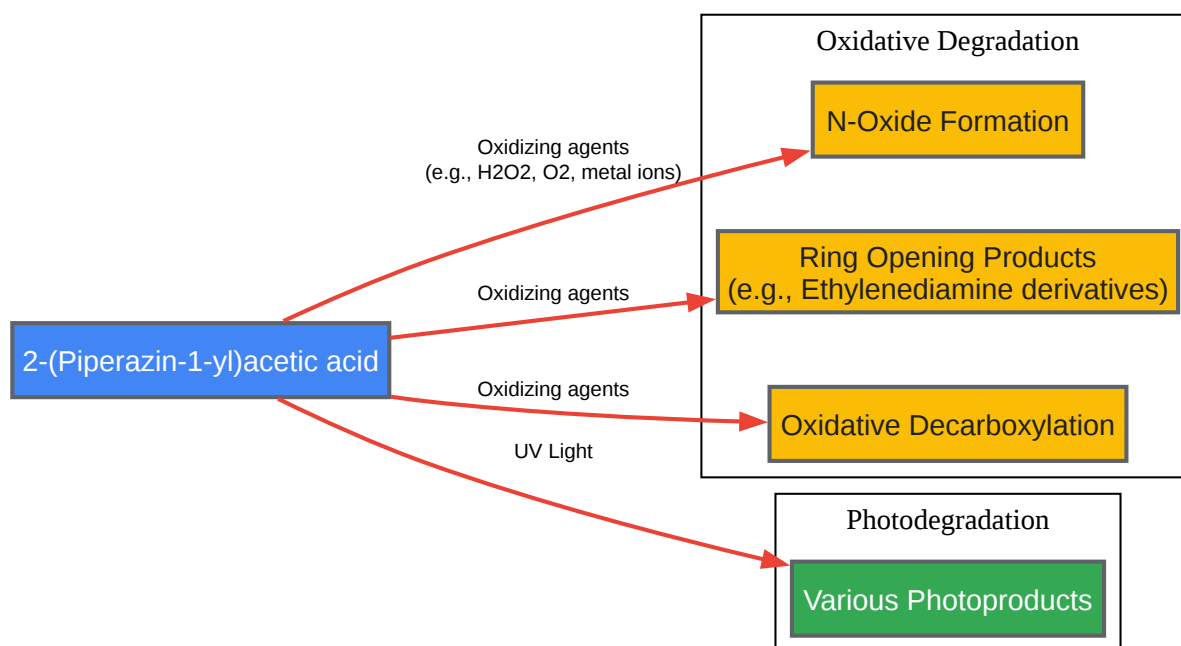 Oxidative Degradation
N-Oxide Formation
Oxidizing agents
(e.g., H2O2, O2, metal ions)
Ring Opening Products
(e.g., Ethylenediamine derivatives)
Oxidizing agents
2-(Piperazin-1-yl)acetic acid
Oxidizing agents
Oxidative Decarboxylation
UV Light
Photodegradation
Various Photoproducts